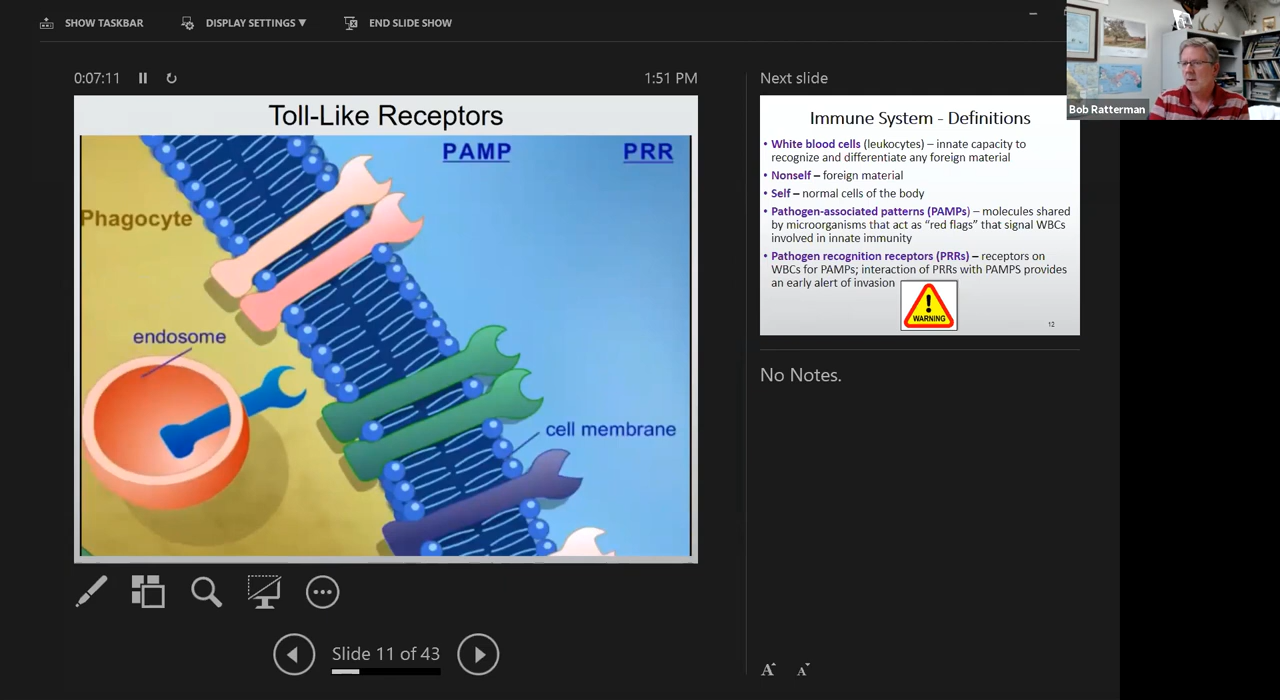 SHOW TASKBAR
DISPLAY SETTINGS ▼
END SLIDE SHOW
0:07:11
1:51 PM
Toll-Like Receptors
PAMP
PRR
Phagocyte
endosome
cell membrane
Slide 11 of 43
Next slide
Immune System - Definitions
• White blood cells (leukocytes) – innate capacity to
recognize and differentiate any foreign material
• Nonself – foreign material
• Self – normal cells of the body
• Pathogen-associated patterns (PAMPs) – molecules shared
by microorganisms that act as “red flags” that signal WBCs
involved in innate immunity
• Pathogen recognition receptors (PRRs) – receptors on
WBCs for PAMPs; interaction of PRRs with PAMPS provides
an early alert of invasion
!
WARNING
12
No Notes.
A A
Bob Ratterman